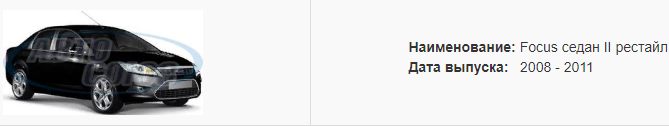 Наименование: Focus седан II рестайл
Дата выпуска: 2008 - 2011